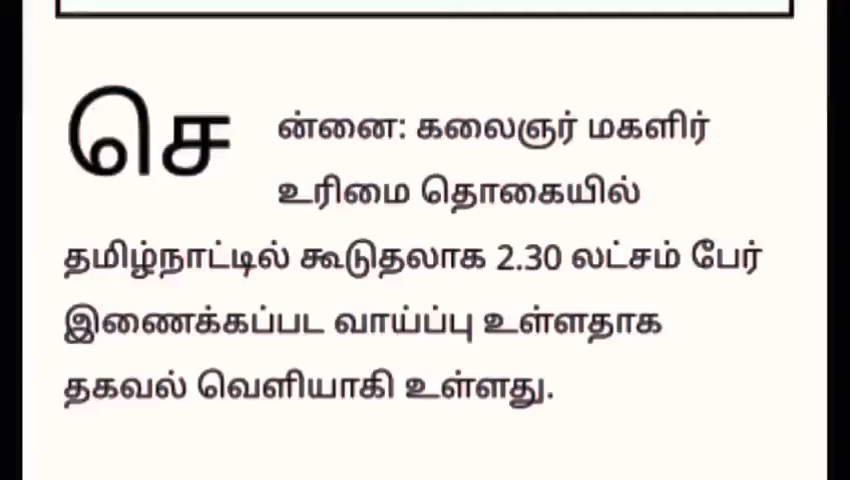 சென்னை: கலைஞர் மகளிர்
உரிமை தொகையில்
தமிழ்நாட்டில் கூடுதலாக 2.30 லட்சம் பேர்
இணைக்கப்பட வாய்ப்பு உள்ளதாக
தகவல் வெளியாகி உள்ளது.